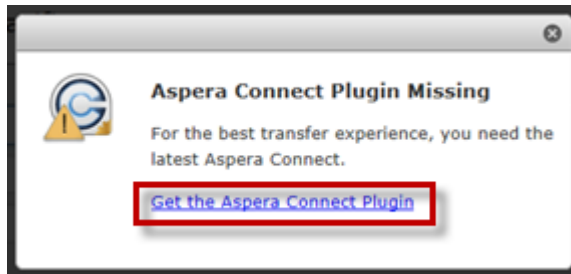 Aspera Connect Plugin Missing
For the best transfer experience, you need the
latest Aspera Connect.
Get the Aspera Connect Plugin